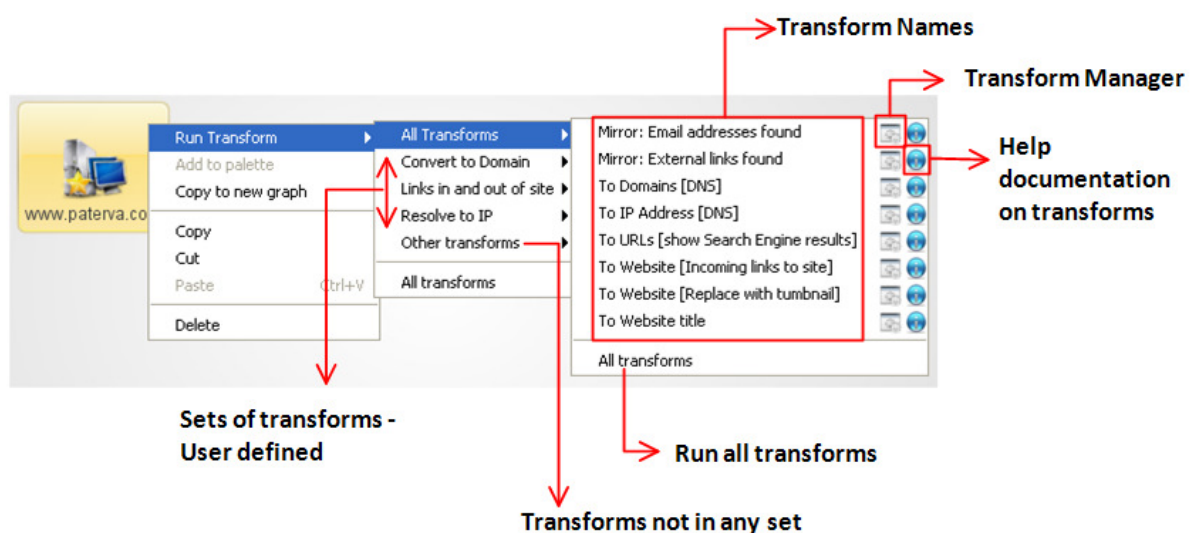 Transform Names
Transform Manager
Help
documentation
on transforms
www.paterva.co
Run Transform
Add to palette
Copy to new graph
Copy
Cut
Paste Ctrl+V
Delete
All Transforms
Convert to Domain
Links in and out of site
Resolve to IP
Other transforms
All transforms
Mirror: Email addresses found
Mirror: External links found
To Domains [DNS]
To IP Address [DNS]
To URLs [show Search Engine results]
To Website [Incoming links to site]
To Website [Replace with tumbnail]
To Website title
All transforms
Sets of transforms -
User defined
Run all transforms
Transforms not in any set